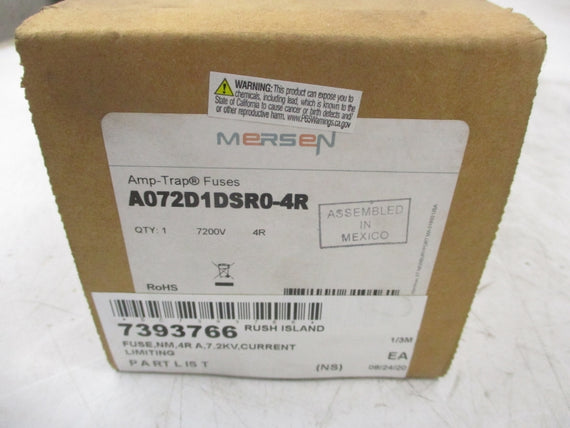 WARNING: This product can expose you to
chemicals, including lead, which is known to the
State of California to cause cancer or birth defects and/
or other reproductive harm. www.P65Warnings.ca.gov
MERSEN
Amp-Trap® Fuses
A072D1DSR0-4R
QTY: 1 7200V 4R
ASSEMBLED
IN
MEXICO
RoHS
7393766 RUSH ISLAND
FUSE,NM,4R A,7.2KV,CURRENT
LIMITING
PART LIST
(NS)
1/3M
EA
08/24/20